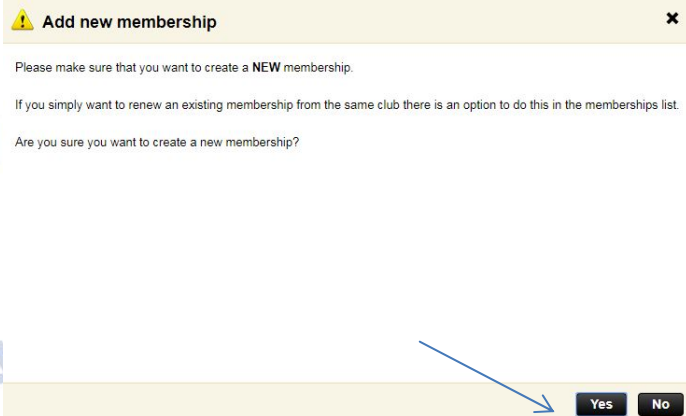 Add new membership
Please make sure that you want to create a NEW membership.
If you simply want to renew an existing membership from the same club there is an option to do this in the memberships list.
Are you sure you want to create a new membership?
Yes No